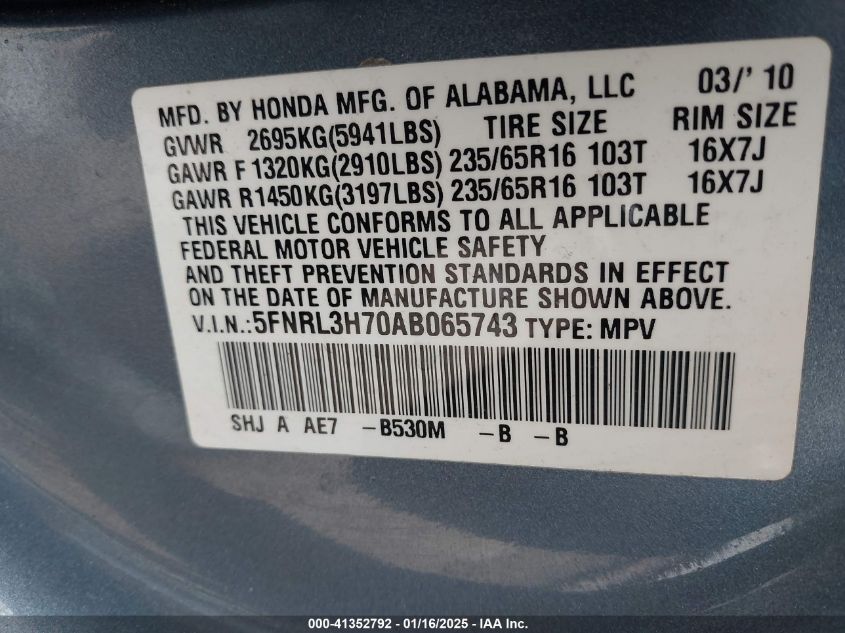 MFD. BY HONDA MFG. OF ALABAMA, LLC 03/' 10
GVWR 2695KG(5941LBS) TIRE SIZE RIM SIZE
GAWR F 1320KG(2910LBS) 235/65R16 103T 16X7J
GAWR R1450KG(3197LBS) 235/65R16 103T 16X7J
THIS VEHICLE CONFORMS TO ALL APPLICABLE
FEDERAL MOTOR VEHICLE SAFETY
AND THEFT PREVENTION STANDARDS IN EFFECT
ON THE DATE OF MANUFACTURE SHOWN ABOVE.
V.I.N.:5FNRL3H70AB065743 TYPE: MPV
SHJ A AE7 -B530M -B -B
000-41352792 - 01/16/2025 - IAA Inc.